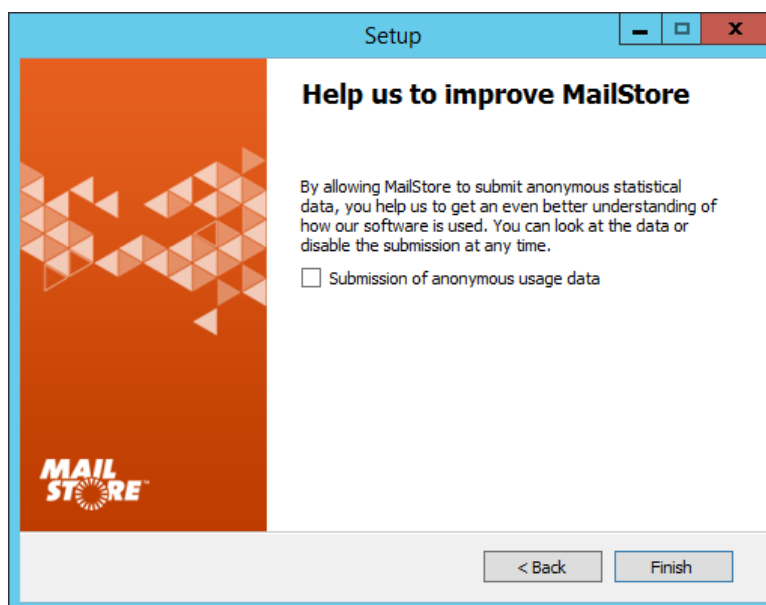 Setup
Help us to improve MailStore
By allowing MailStore to submit anonymous statistical
data, you help us to get an even better understanding of
how our software is used. You can look at the data or
disable the submission at any time.
Submission of anonymous usage data
MAIL
STORE™
< Back
Finish